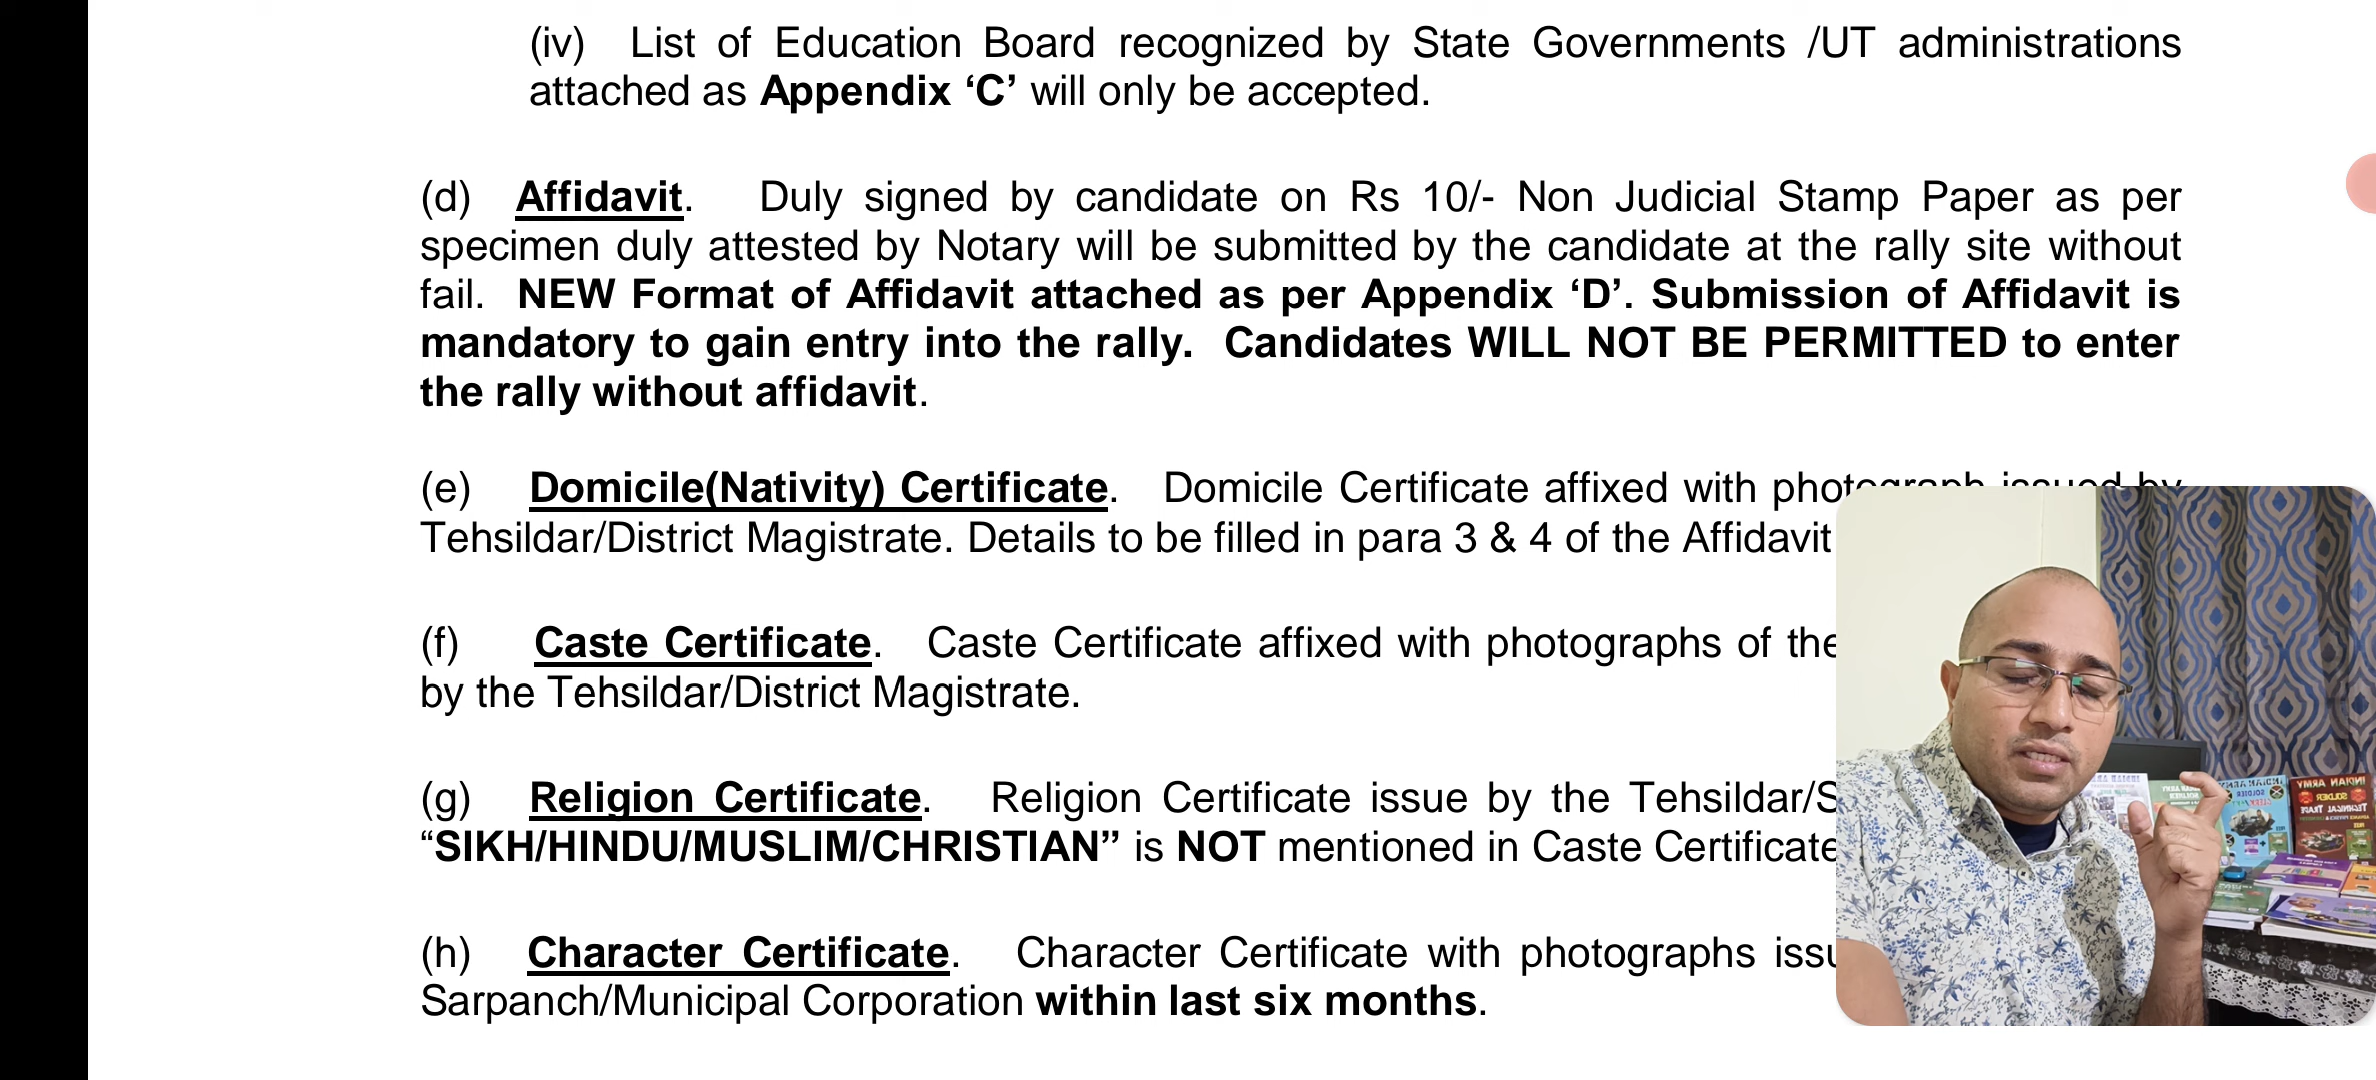 (iv) List of Education Board recognized by State Governments /UT administrations
attached as Appendix ‘C’ will only be accepted.
(d) Affidavit. Duly signed by candidate on Rs 10/- Non Judicial Stamp Paper as per
specimen duly attested by Notary will be submitted by the candidate at the rally site without
fail. NEW Format of Affidavit attached as per Appendix ‘D’. Submission of Affidavit is
mandatory to gain entry into the rally. Candidates WILL NOT BE PERMITTED to enter
the rally without affidavit.
(e) Domicile(Nativity) Certificate. Domicile Certificate affixed with photograph issued by
Tehsildar/District Magistrate. Details to be filled in para 3 & 4 of the Affidavit
(f) Caste Certificate. Caste Certificate affixed with photographs of the
by the Tehsildar/District Magistrate.
(g) Religion Certificate. Religion Certificate issue by the Tehsildar/S
“SIKH/HINDU/MUSLIM/CHRISTIAN” is NOT mentioned in Caste Certificate
(h) Character Certificate. Character Certificate with photographs
Sarpanch/Municipal Corporation within last six months.
INDIAN ARMY
SOLDIER